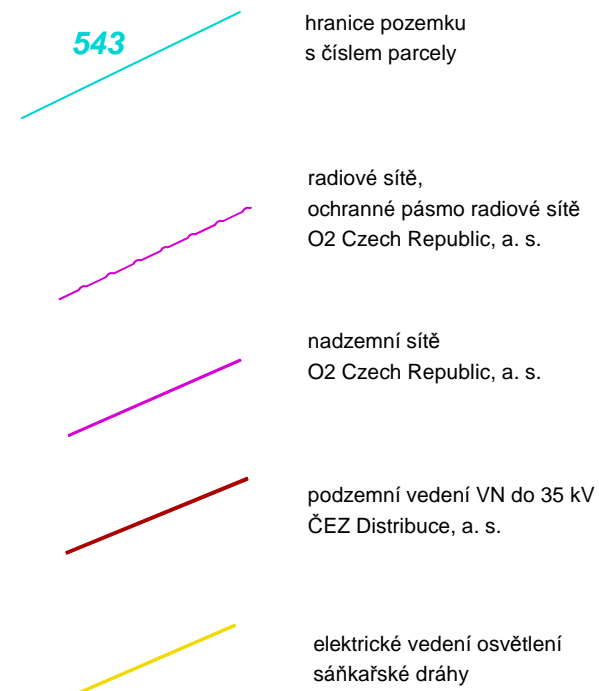 543
hranice pozemku
s číslem parcely
radiové sítě,
ochranné pásmo radiové sítě
O2 Czech Republic, a. s.
nadzemní sítě
O2 Czech Republic, a. s.
podzemní vedení VN do 35 kV
ČEZ Distribuce, a. s.
elektrické vedení osvětlení
sáňkařské dráhy